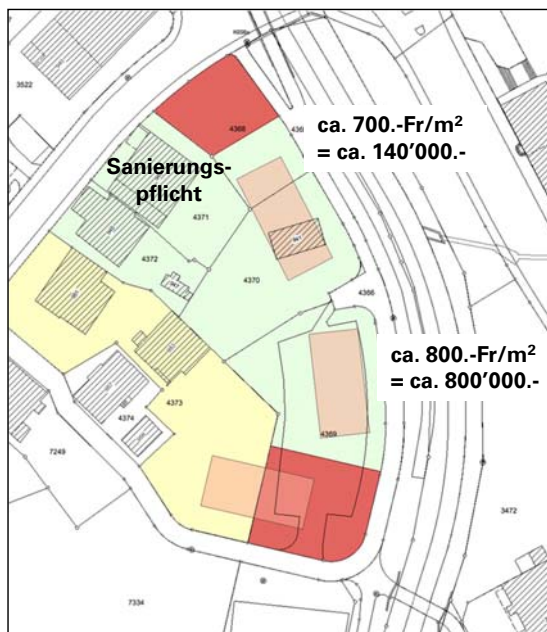 3522
4368
ca. 700.-Fr/m²
= ca. 140’000.-
Sanierungs-
pflicht
4371
4372
4370
4366
ca. 800.-Fr/m²
= ca. 800’000.-
4373
4374
4369
7249
3472
7334